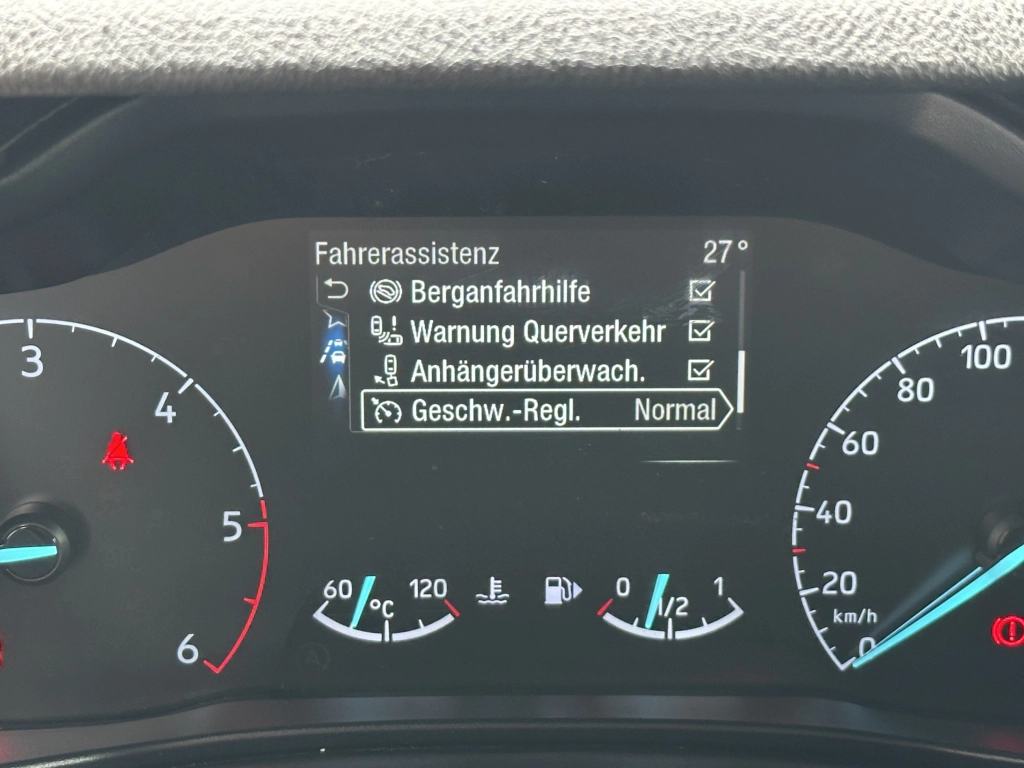 Fahrerassistenz 27°
Berganfahrhilfe
Warnung Querverkehr
Anhängerüberwach.
Geschw.-Regl. Normal
3
4
5
6
60 °C 120
0 1/2 1
100
80
60
40
20
km/h
0